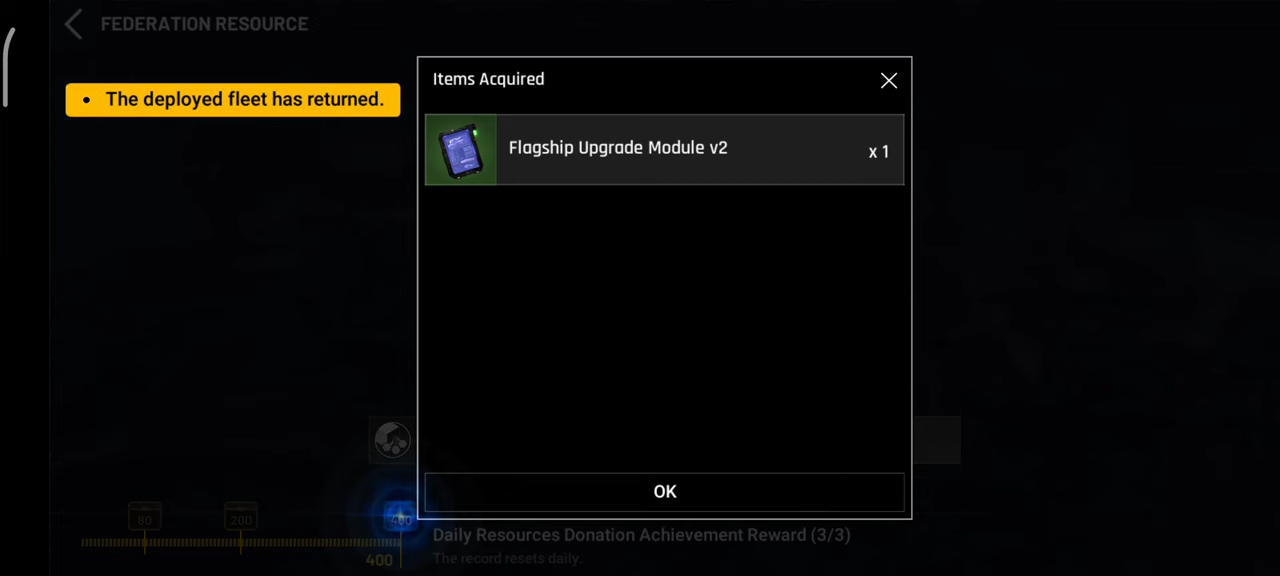 FEDERATION RESOURCE
Items Acquired
• The deployed fleet has returned.
Flagship Upgrade Module v2
x 1
OK
80
200
400
Daily Resources Donation Achievement Reward (3/3)
400
The record resets daily.